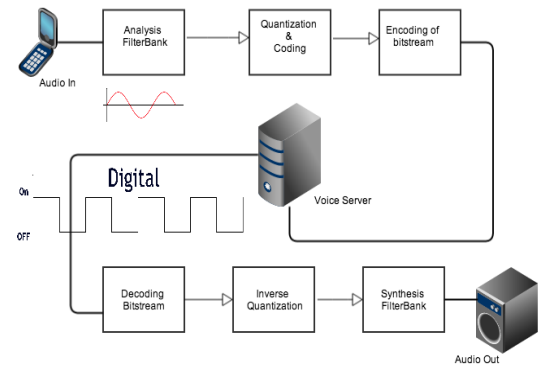 Audio In
Analysis
FilterBank
Quantization
&
Coding
Encoding of
bitstream
Digital
On
OFF
Voice Server
Decoding
Bitstream
Inverse
Quantization
Synthesis
FilterBank
Audio Out